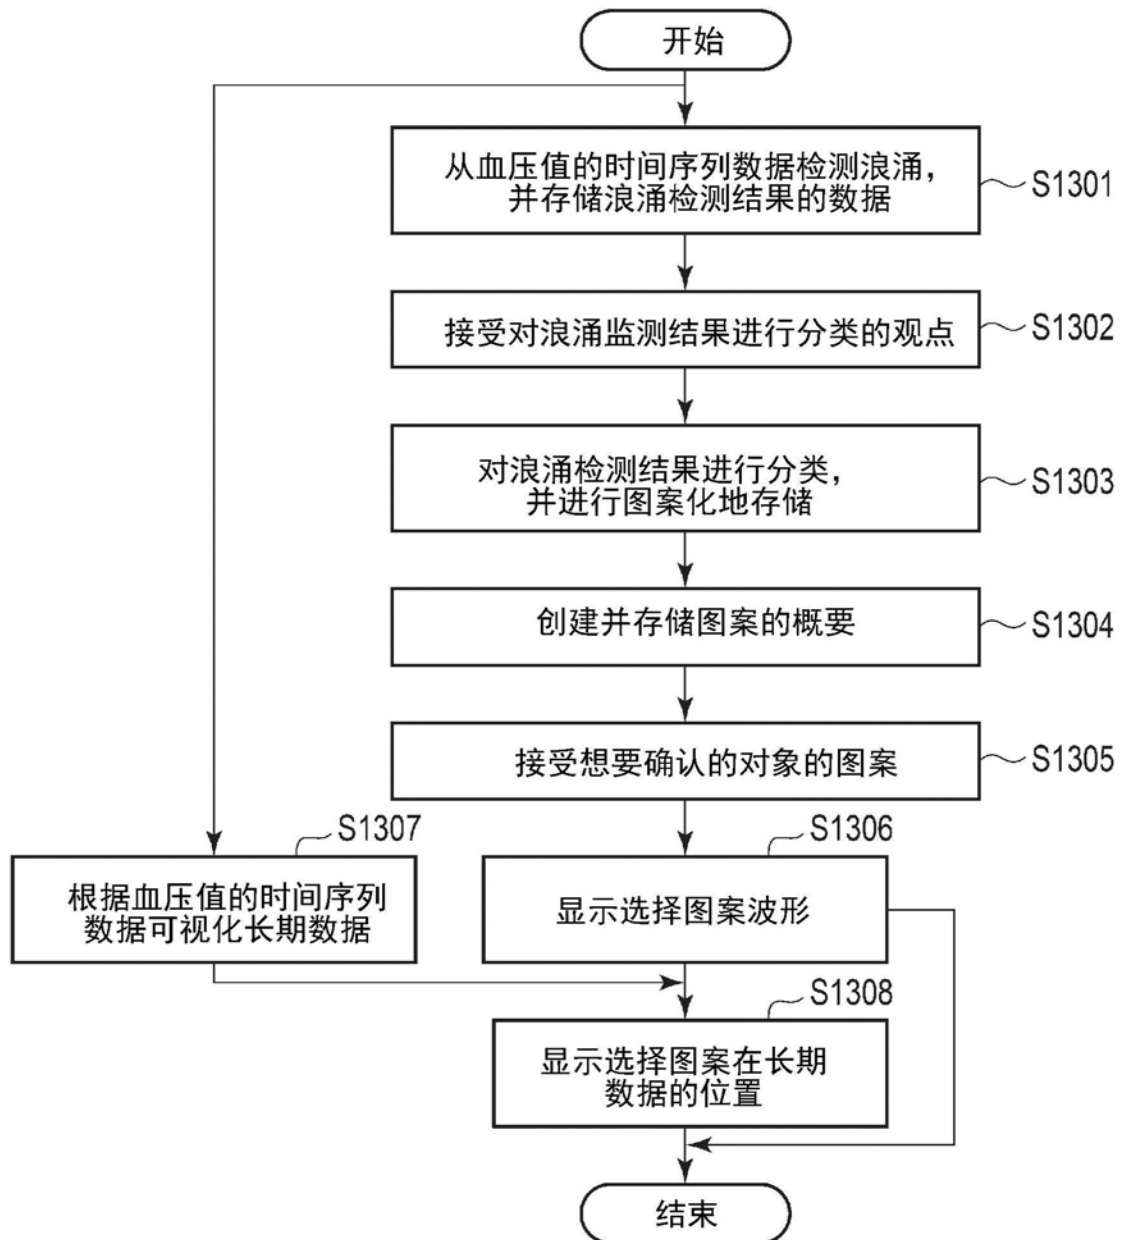 开始
从血压值的时间序列数据检测浪涌，
并存储浪涌检测结果的数据
S1301
接受对浪涌监测结果进行分类的观点
S1302
对浪涌检测结果进行分类，
并进行图案化地存储
S1303
创建并存储图案的概要
S1304
接受想要确认的对象的图案
S1305
S1307
根据血压值的时间序列
数据可视化长期数据
S1306
显示选择图案波形
S1308
显示选择图案在长期
数据的位置
结束